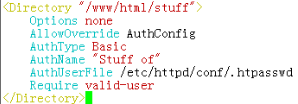 <Directory "/www/html/stuff">
Options none
AllowOverride AuthConfig
AuthType Basic
AuthName "Stuff of"
AuthUserFile /etc/httpd/conf/.htpasswd
Require valid-user
</Directory>